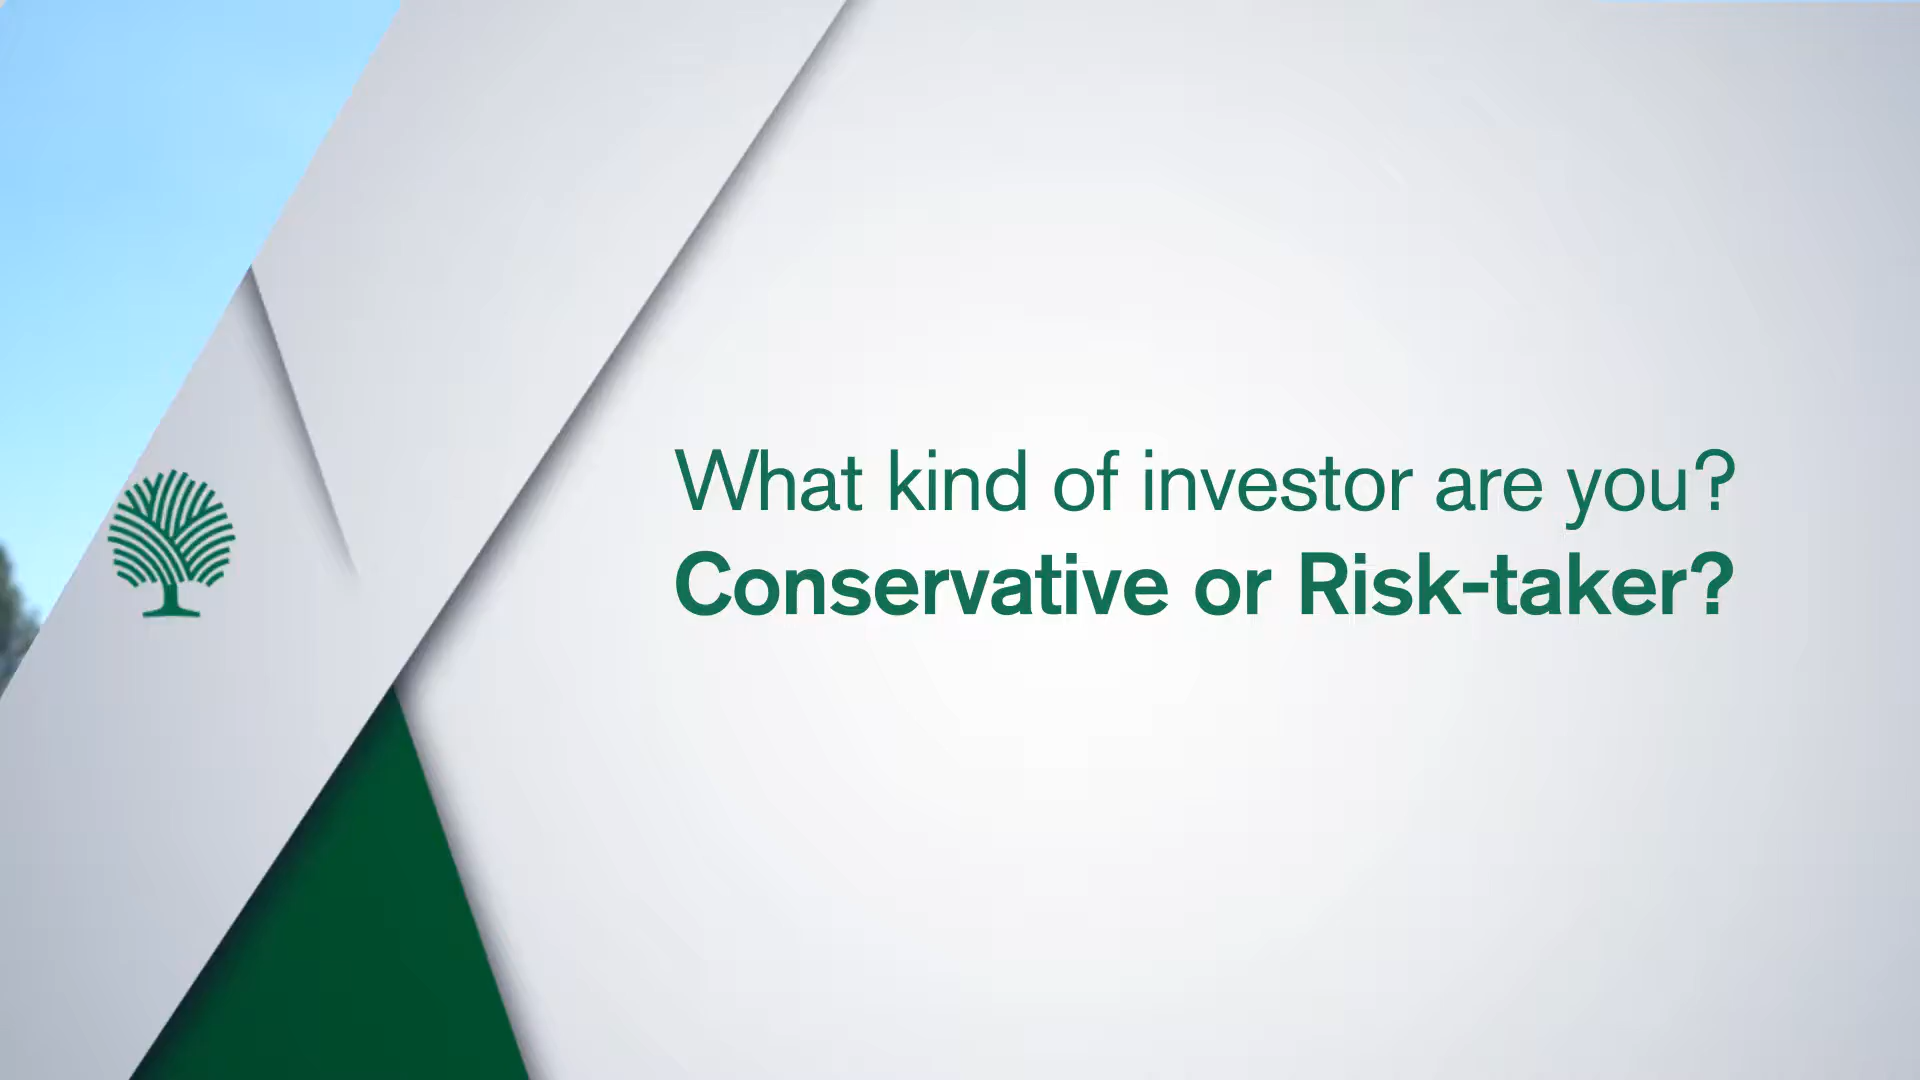 What kind of investor are you?
Conservative or Risk-taker?